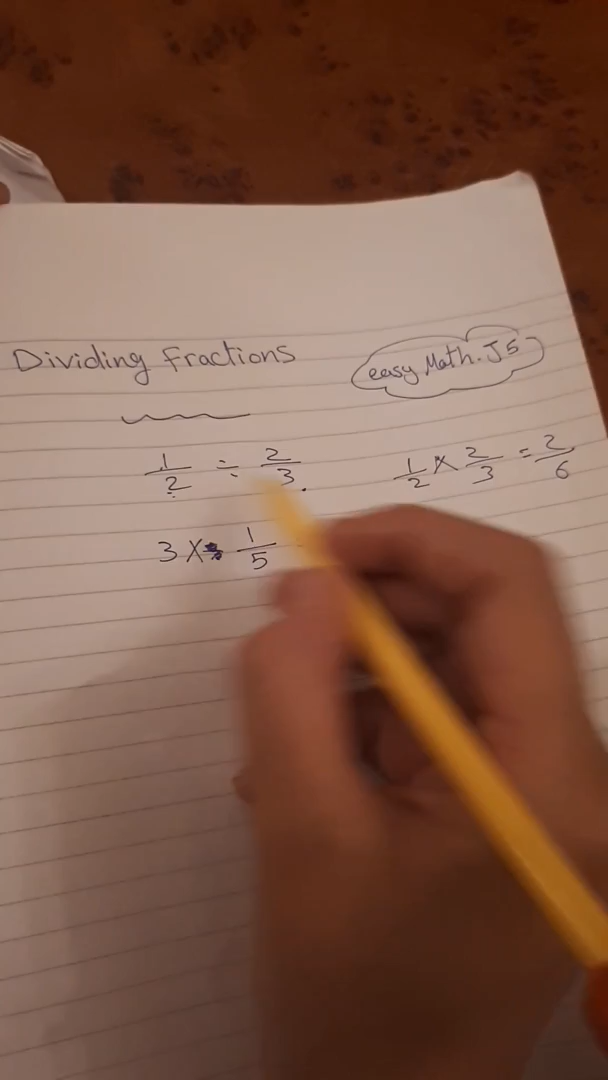 Dividing Fractions
easy Math. J5
1/2 ÷ 2/3.
1/2 × 2/3 = 2/6
3 × 1/5